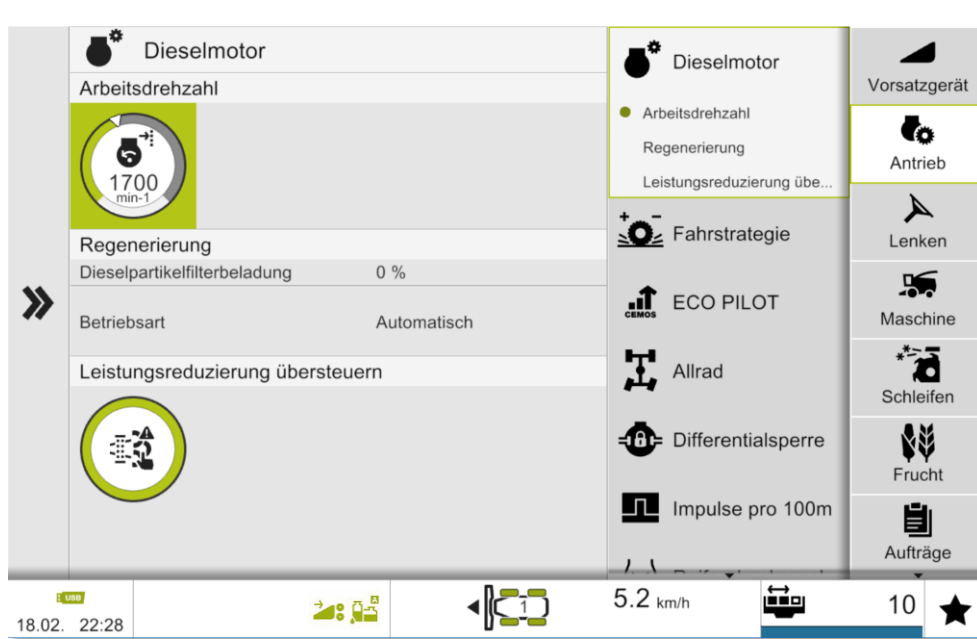 Dieselmotor
Arbeitsdrehzahl
1700
min-1
Regenerierung
Dieselpartikelfilterbeladung 0 %
Betriebsart Automatisch
Leistungsreduzierung übersteuern
Dieselmotor
Arbeitsdrehzahl
Regenerierung
Leistungsreduzierung übe...
Fahrstrategie
CEMOS
ECO PILOT
Allrad
Differentialsperre
Impulse pro 100m
Vorsatzgerät
Antrieb
Lenken
Maschine
Schleifen
Frucht
Aufträge
USB
18.02. 22:28
A
1
5.2 km/h
10